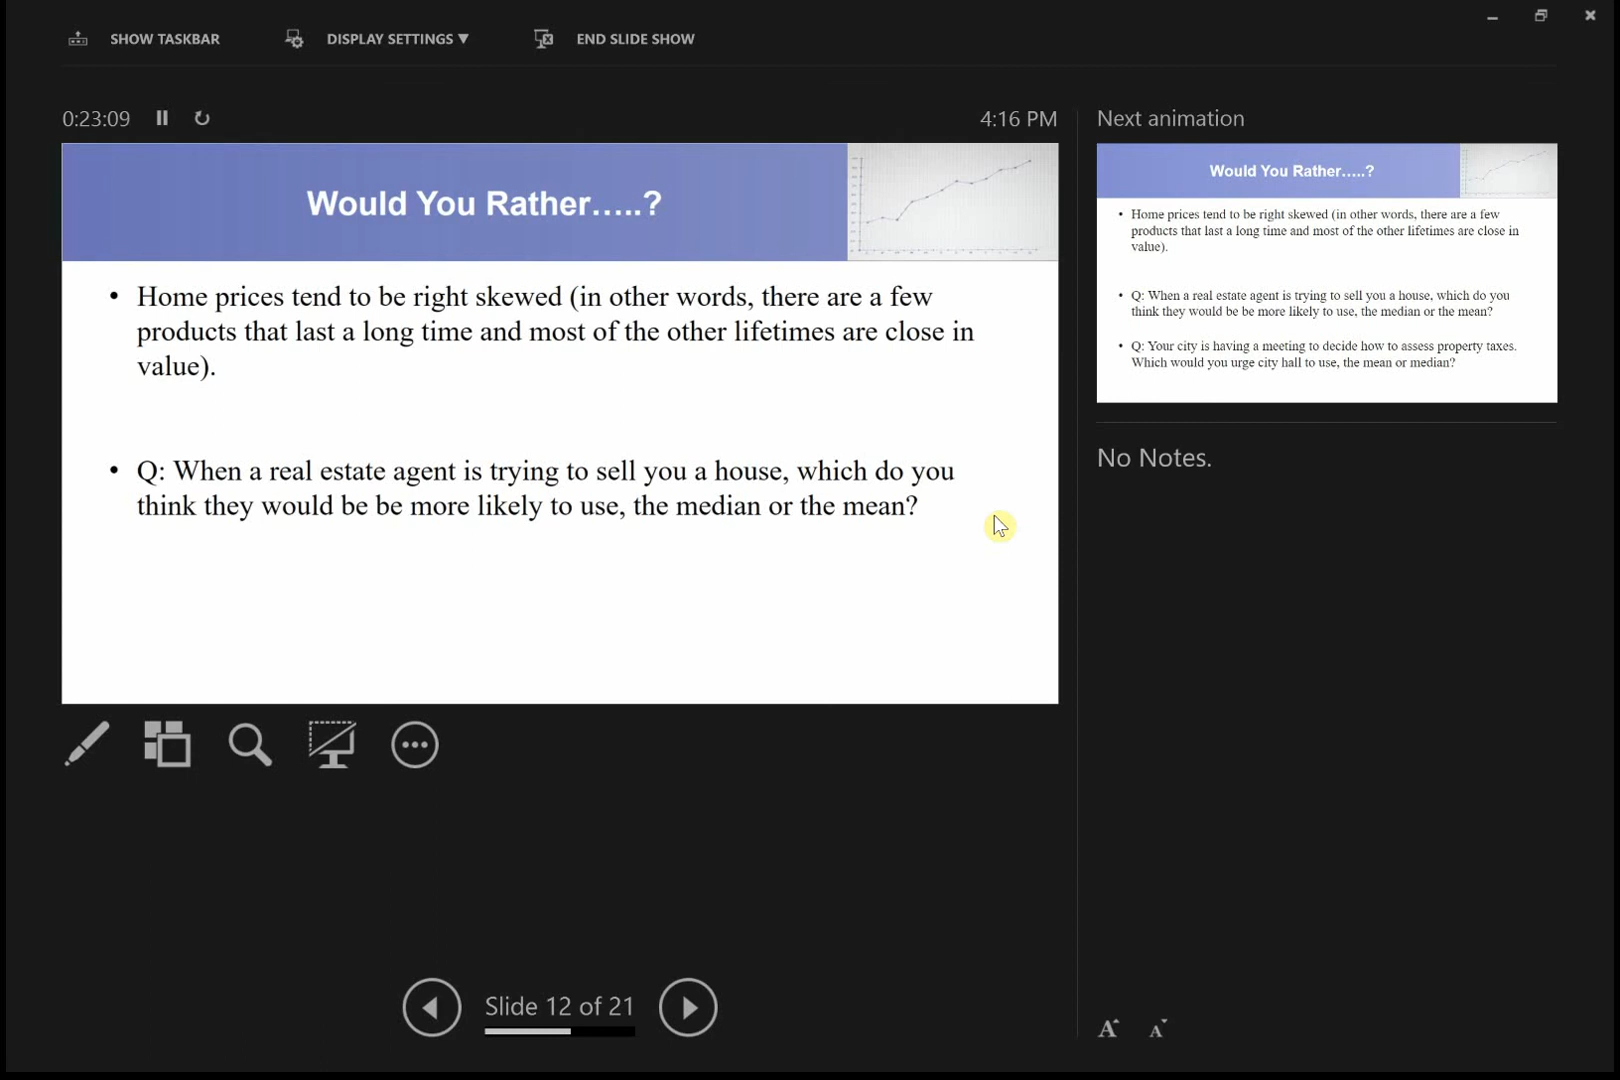 SHOW TASKBAR
DISPLAY SETTINGS ▼
END SLIDE SHOW
0:23:09
4:16 PM
Would You Rather…..?
• Home prices tend to be right skewed (in other words, there are a few
products that last a long time and most of the other lifetimes are close in
value).
• Q: When a real estate agent is trying to sell you a house, which do you
think they would be be more likely to use, the median or the mean?
Slide 12 of 21
Next animation
Would You Rather…..?
• Home prices tend to be right skewed (in other words, there are a few
products that last a long time and most of the other lifetimes are close in
value).
• Q: When a real estate agent is trying to sell you a house, which do you
think they would be be more likely to use, the median or the mean?
• Q: Your city is having a meeting to decide how to assess property taxes.
Which would you urge city hall to use, the mean or median?
No Notes.
A A